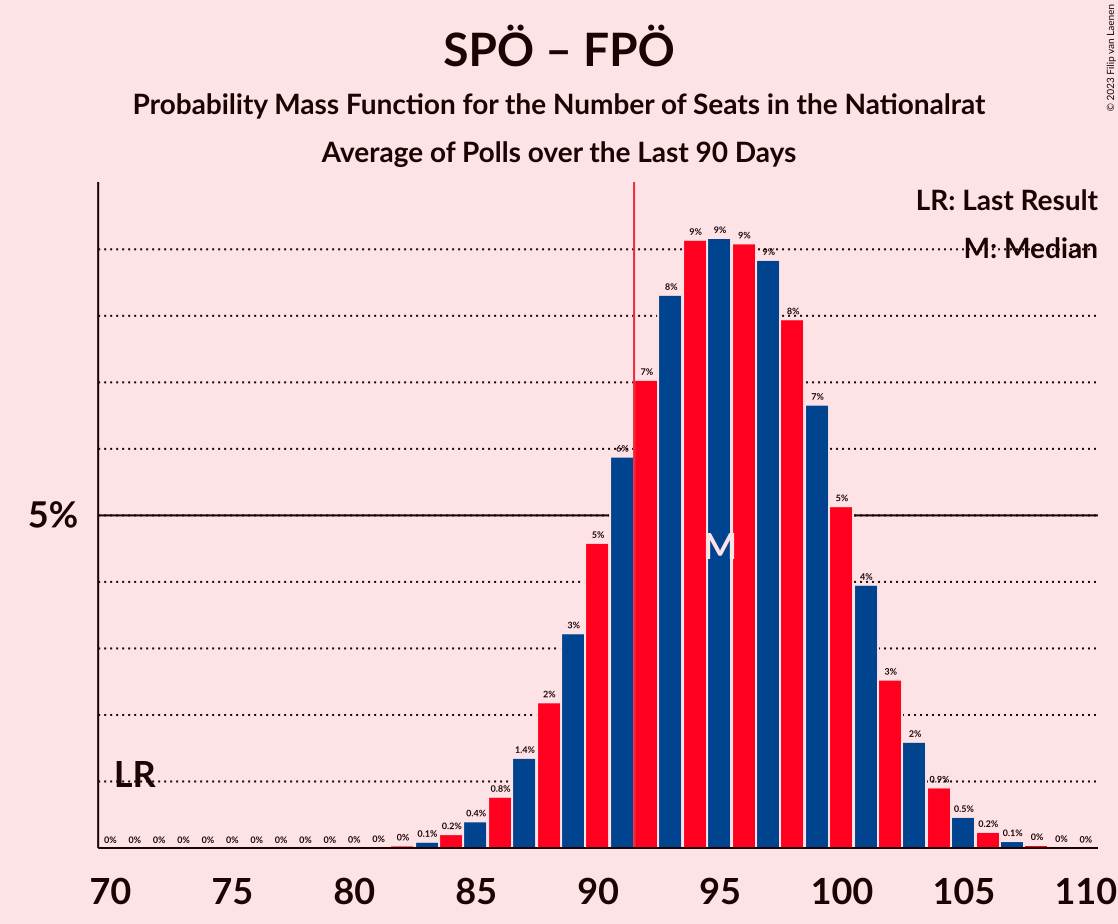 SPÖ – FPÖ
Probability Mass Function for the Number of Seats in the Nationalrat
Average of Polls over the Last 90 Days
© 2023 Filip van Laenen
LR: Last Result
M: Median
5%
0% 0% 0% 0% 0% 0% 0% 0% 0% 0% 0% 0% 0% 0.1% 0.2% 0.4% 0.8% 1.4% 2% 3% 5% 6% 7% 8% 9% 9% 9% 9% 8% 7% 5% 4% 3% 2% 0.9% 0.5% 0.2% 0.1% 0% 0% 0%
M
LR
70 75 80 85 90 95 100 105 110